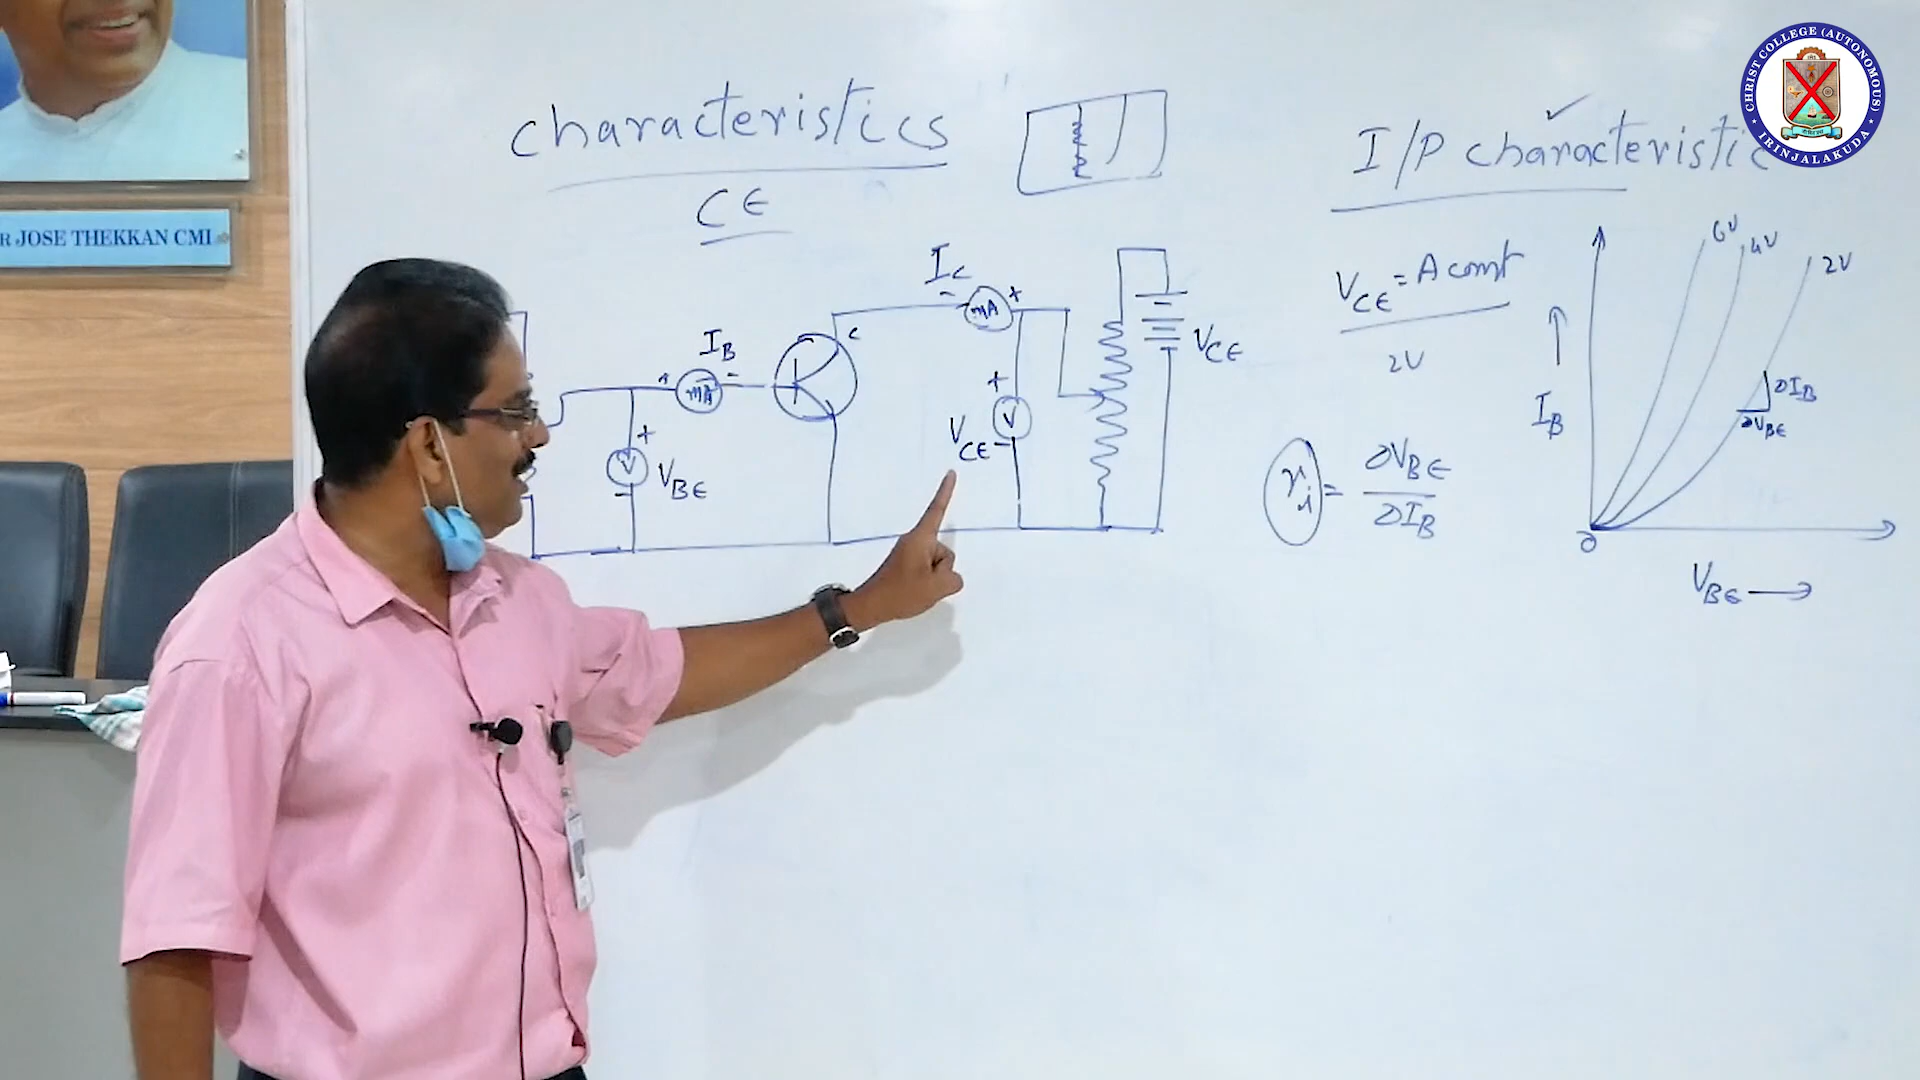 R JOSE THEKKAN CMI
characteristics
CE
IB
mA
+
-
V
+
-
VBE
C
IC
-
mA
+
+
V
-
VCE
VCE
I/P characteristic
VCE = A const
2V
ri = ∂VBE / ∂IB
6V
4V
2V
∂IB
∂VBE
IB
0
VBE →
CHRIST COLLEGE (AUTONOMOUS)
IRINJALAKUDA